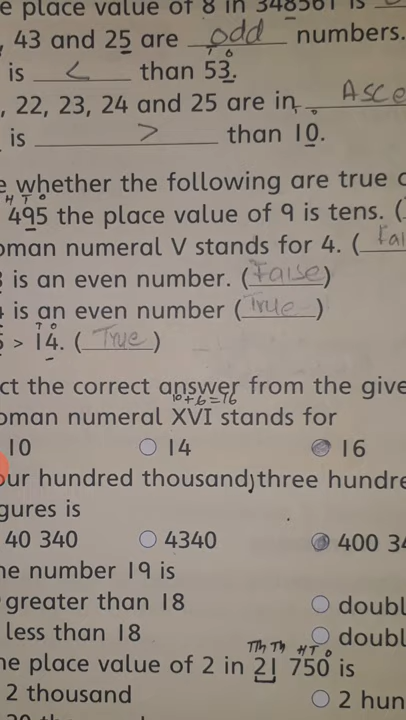 e place value of 8 in 348561 is
, 43 and 25 are odd numbers.
T o
is < than 53.
, 22, 23, 24 and 25 are in Asce
is > than 10.
e whether the following are true o
H T o
495 the place value of 9 is tens. (
oman numeral V stands for 4. ( Fal
is an even number. (False)
is an even number (True)
T o
> 14. (True)
ct the correct answer from the give
10+6=16
oman numeral XVI stands for
10 14 16
our hundred thousand, three hundre
gures is
40 340 4340 400 34
he number 19 is
greater than 18 doubl
less than 18 doubl
TTh Th H T o
he place value of 2 in 21 750 is
2 thousand 2 hun